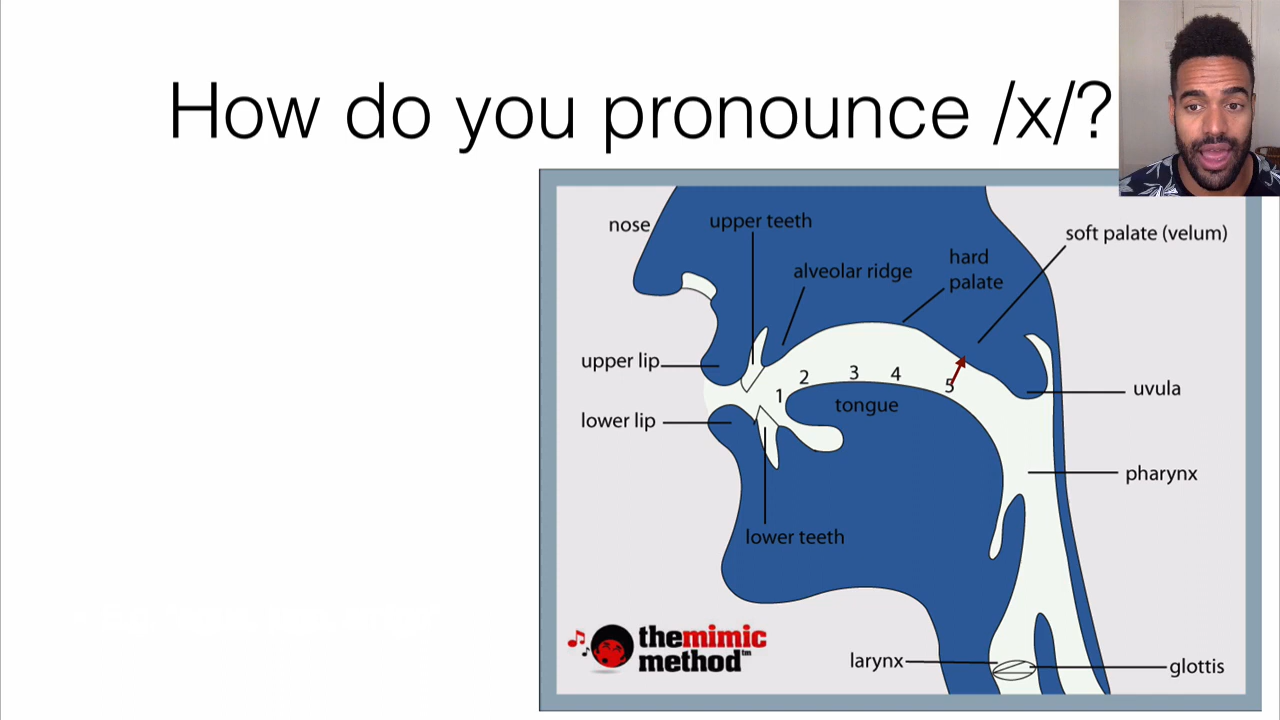 How do you pronounce /x/?
nose
upper teeth
soft palate (velum)
alveolar ridge
hard
palate
upper lip
1 2 3 4 5
tongue
uvula
lower lip
pharynx
lower teeth
themimic
method™
larynx
glottis